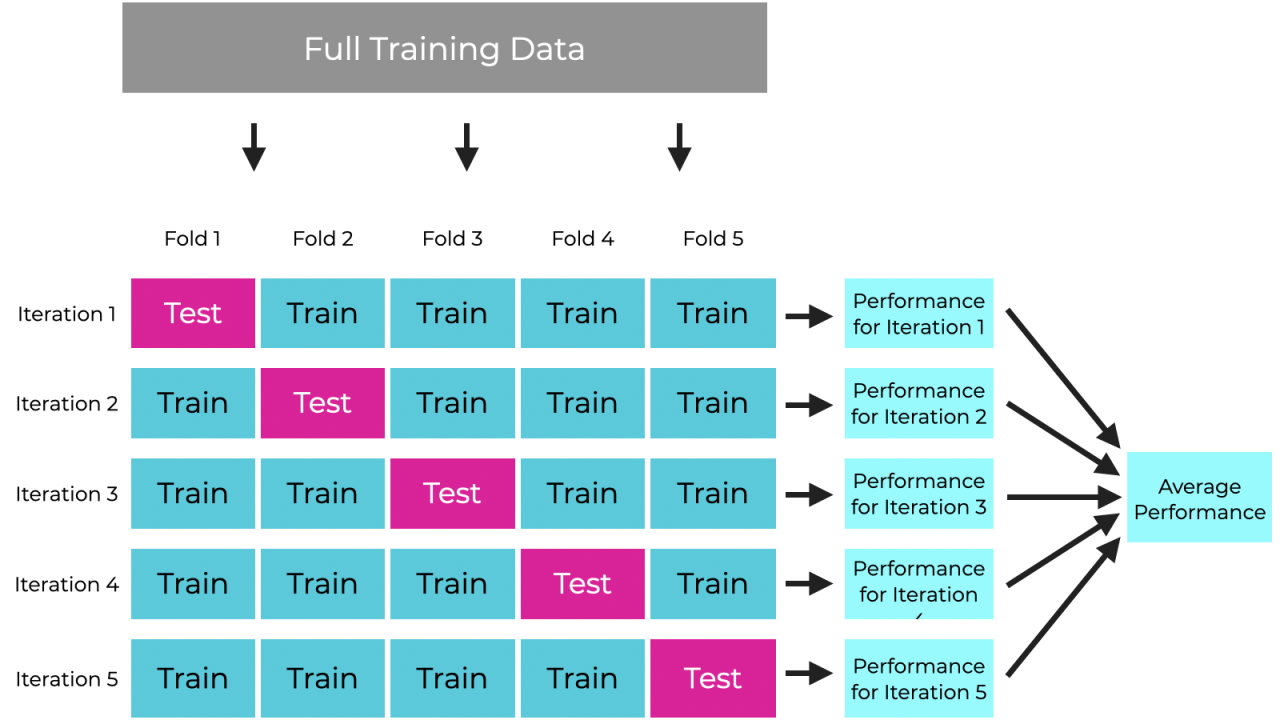 Full Training Data
Fold 1 Fold 2 Fold 3 Fold 4 Fold 5
Iteration 1 Test Train Train Train Train Performance
for Iteration 1
Iteration 2 Train Test Train Train Train Performance
for Iteration 2
Iteration 3 Train Train Test Train Train Performance
for Iteration 3
Average
Performance
Iteration 4 Train Train Train Test Train Performance
for Iteration
Iteration 5 Train Train Train Train Test Performance
for Iteration 5